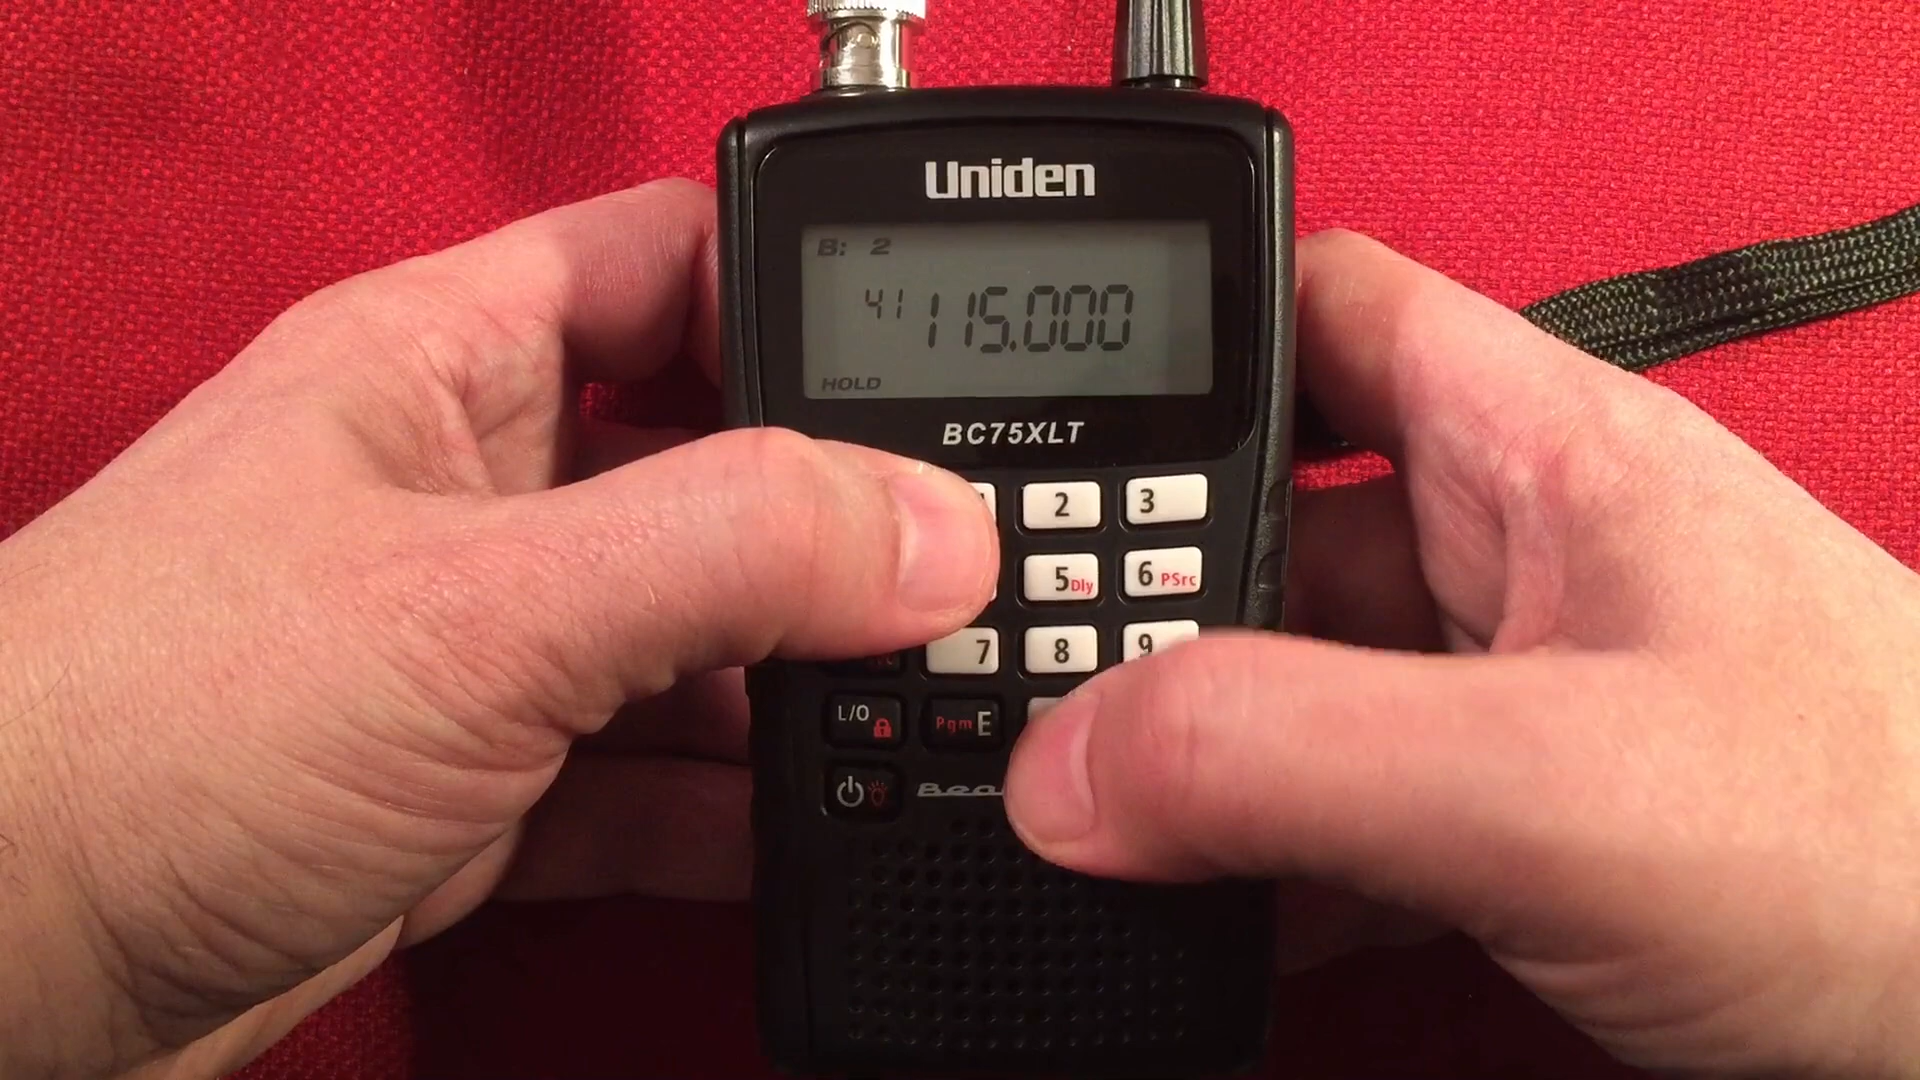 Uniden
B: 2
41 115.000
HOLD
BC75XLT
2 3
5 Dly 6 PSrc
7 8 9
L/O Pgm E